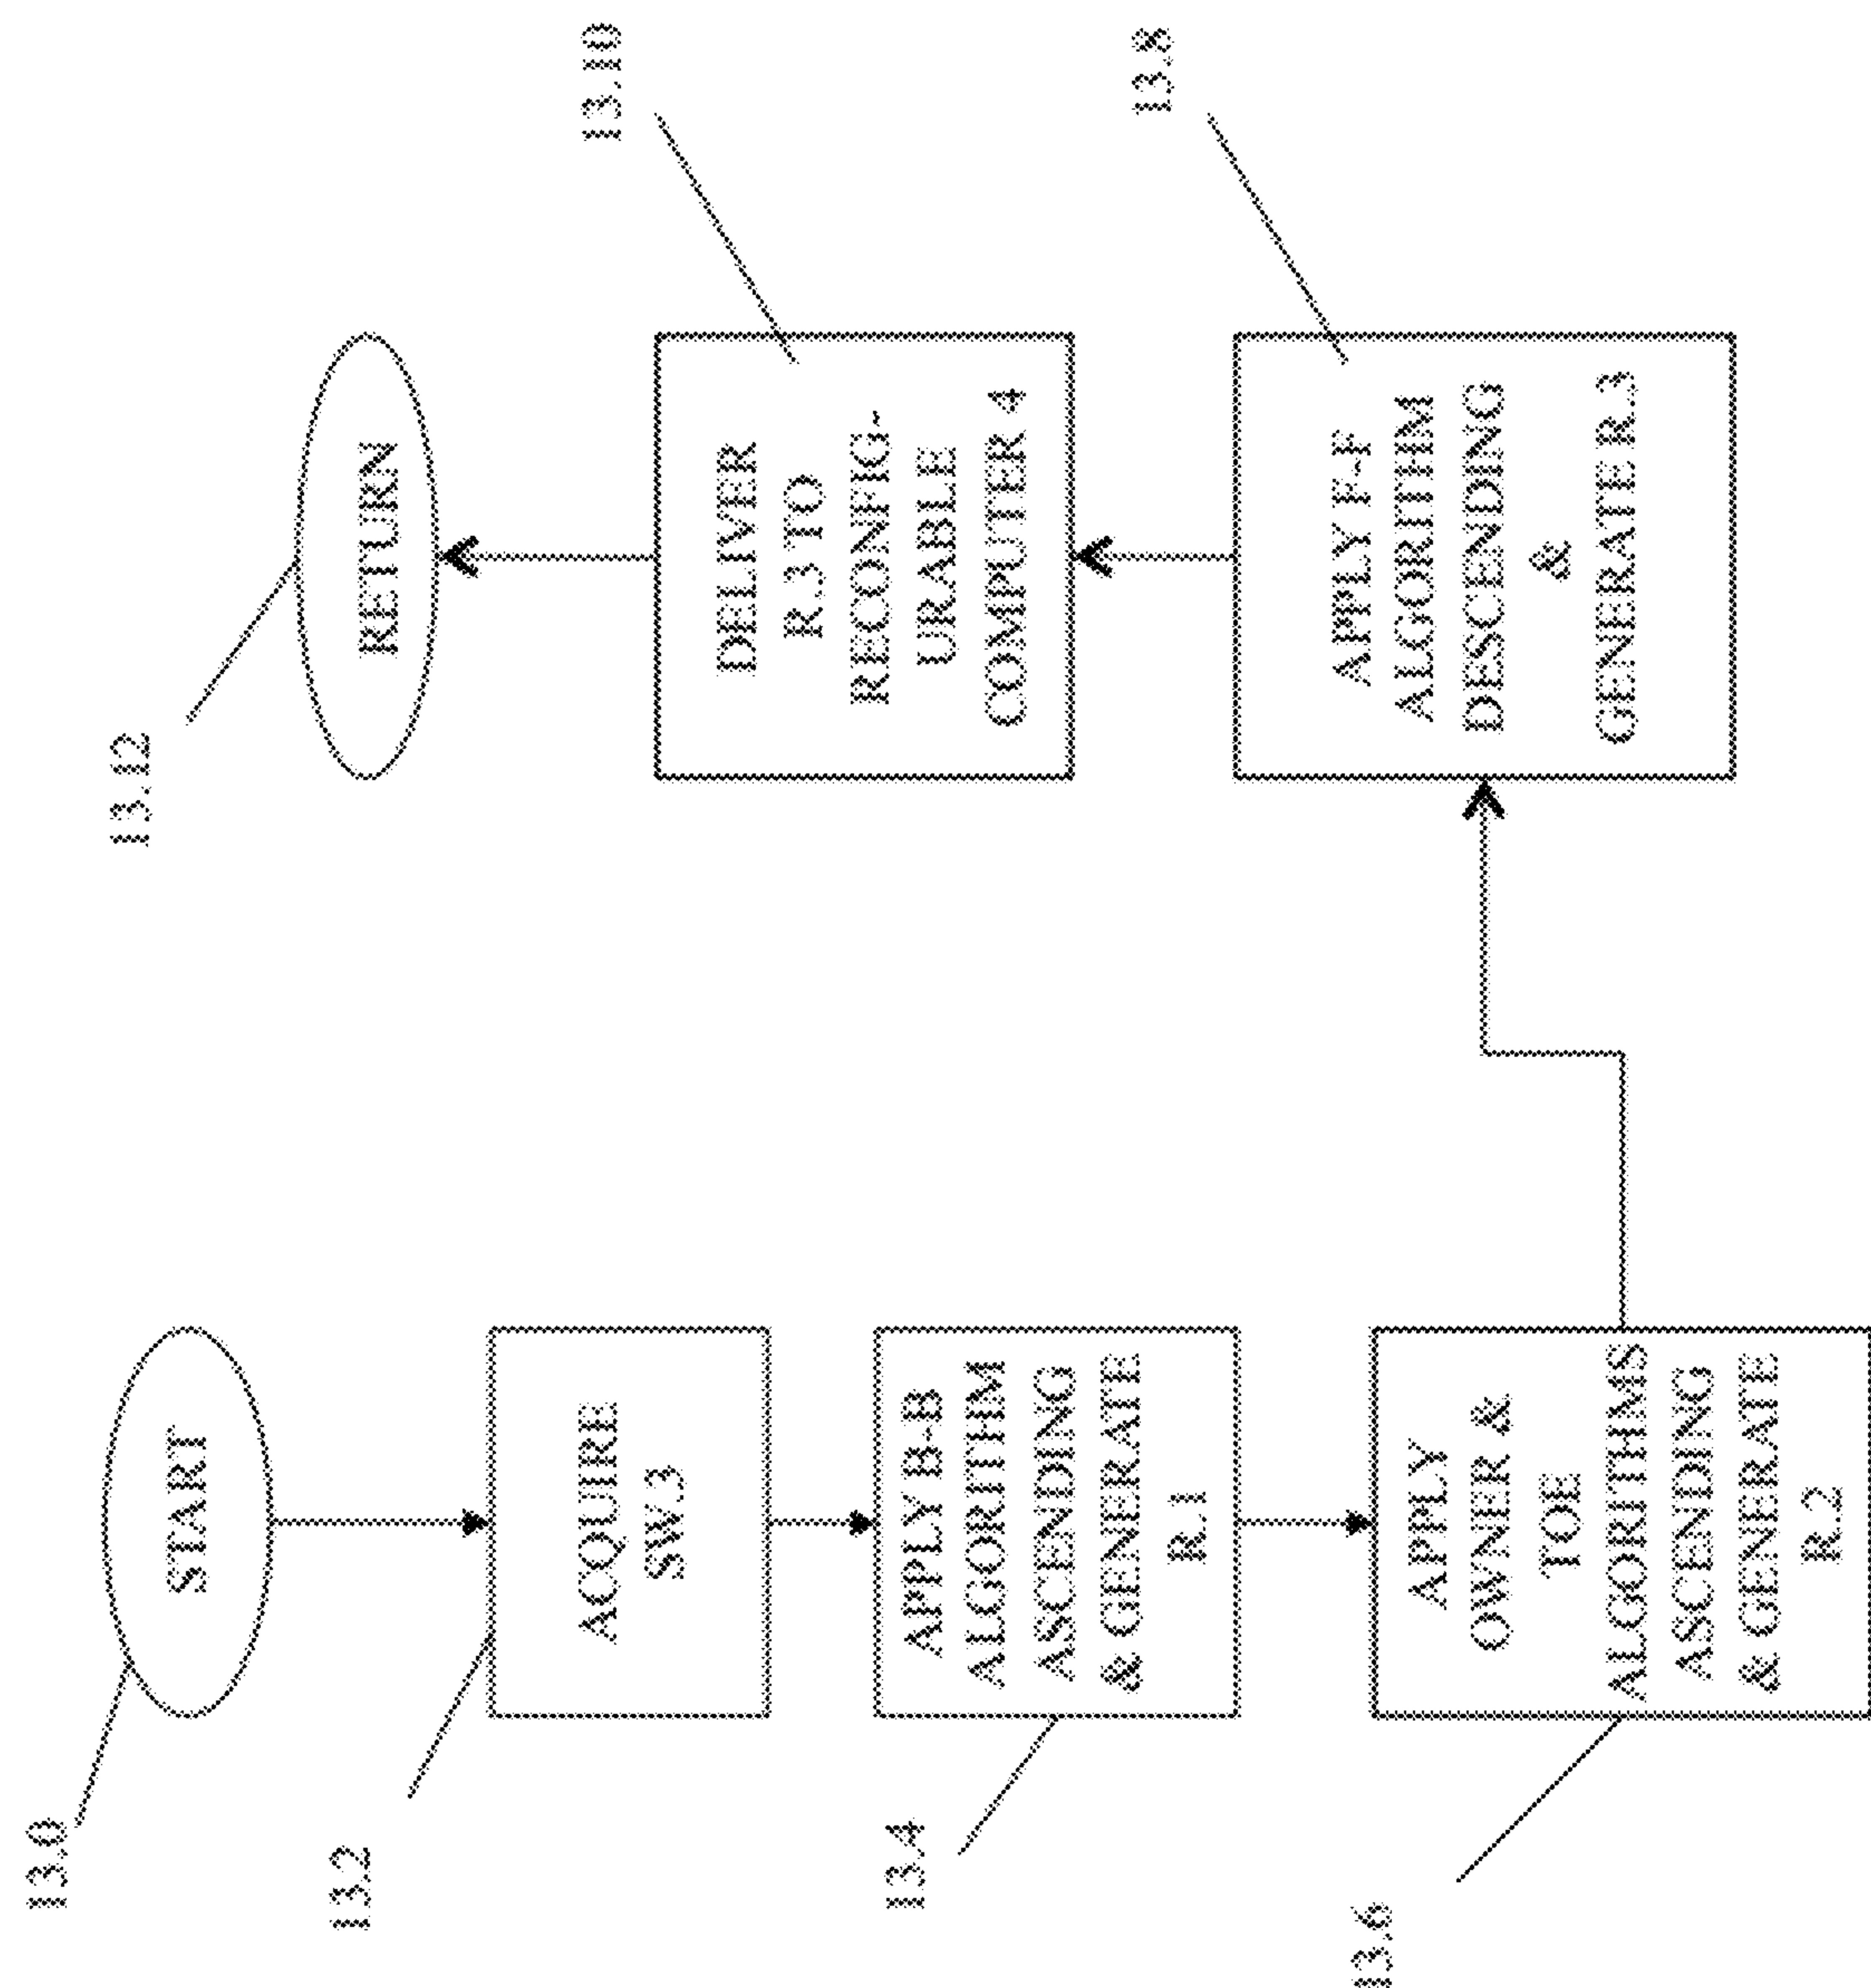 13.0
START
13.2
ACQUIRE
SW.3
13.4
APPLY B-B
ALGORITHM
ASCENDING
& GENERATE
R.1
13.6
APPLY
OWNER &
TOE
ALGORITHMS
ASCENDING
& GENERATE
R.2
13.8
APPLY F-F
ALGORITHM
DESCENDING
&
GENERATE R.3
13.10
DELIVER
R.3 TO
RECONFIG-
URABLE
COMPUTER 4
13.12
RETURN